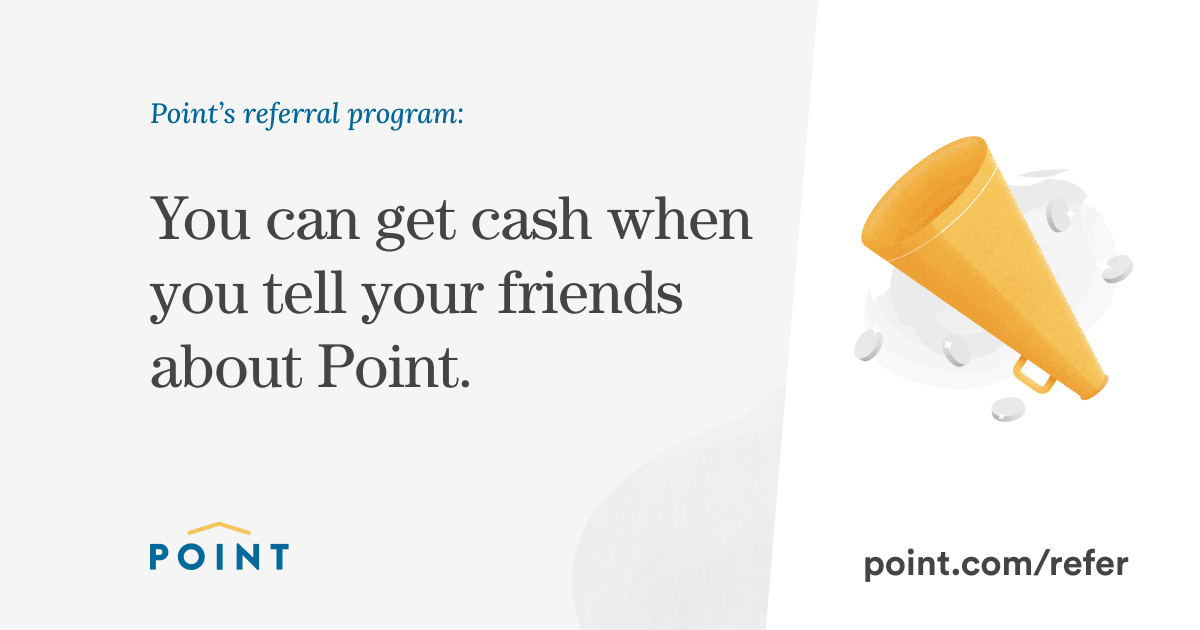 Point’s referral program:
You can get cash when
you tell your friends
about Point.
POINT
point.com/refer